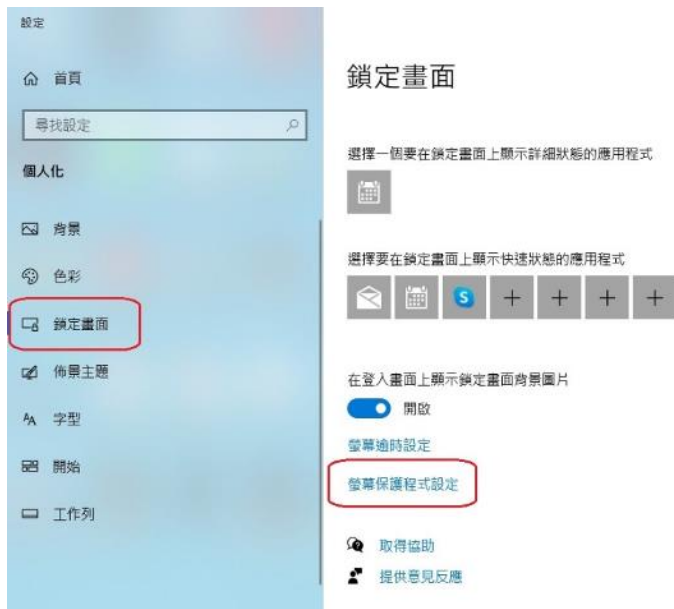 設定
首頁
尋找設定
個人化
背景
色彩
鎖定畫面
佈景主題
字型
開始
工作列
鎖定畫面
選擇一個要在鎖定畫面上顯示詳細狀態的應用程式
選擇要在鎖定畫面上顯示快速狀態的應用程式
在登入畫面上顯示鎖定畫面背景圖片
開啟
螢幕逾時設定
螢幕保護程式設定
取得協助
提供意見反應